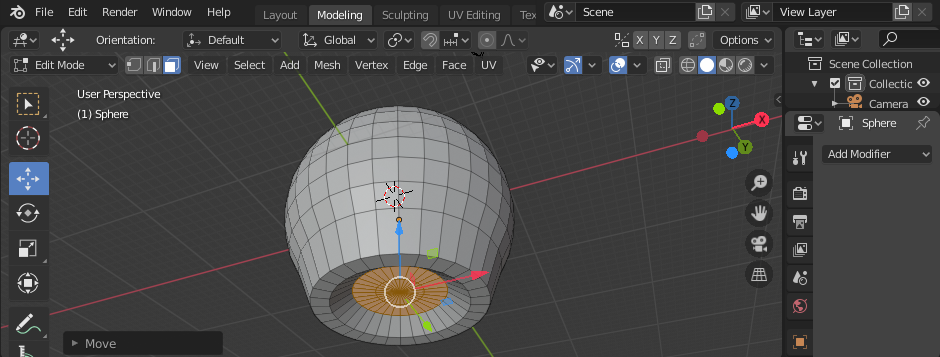 File Edit Render Window Help Layout Modeling Sculpting UV Editing Tex Scene View Layer
Orientation: Default Global X Y Z Options
Edit Mode View Select Add Mesh Vertex Edge Face UV
Scene Collection
Collectic
Camera
User Perspective
(1) Sphere
Z
X
Y
Sphere
Add Modifier
Move